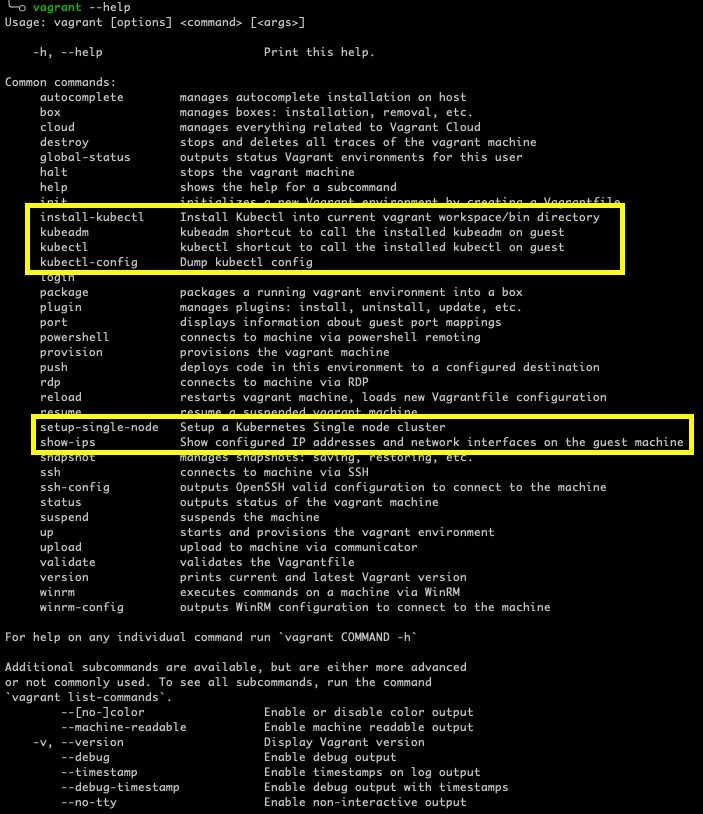 vagrant --help
Usage: vagrant [options] <command> [<args>]
-h, --help Print this help.
Common commands:
autocomplete manages autocomplete installation on host
box manages boxes: installation, removal, etc.
cloud manages everything related to Vagrant Cloud
destroy stops and deletes all traces of the vagrant machine
global-status outputs status Vagrant environments for this user
halt stops the vagrant machine
help shows the help for a subcommand
init initializes a new Vagrant environment by creating a Vagrantfile
install-kubectl Install Kubectl into current vagrant workspace/bin directory
kubeadm kubeadm shortcut to call the installed kubeadm on guest
kubectl kubectl shortcut to call the installed kubectl on guest
kubectl-config Dump kubectl config
login
package packages a running vagrant environment into a box
plugin manages plugins: install, uninstall, update, etc.
port displays information about guest port mappings
powershell connects to machine via powershell remoting
provision provisions the vagrant machine
push deploys code in this environment to a configured destination
rdp connects to machine via RDP
reload restarts vagrant machine, loads new Vagrantfile configuration
resume resume a suspended vagrant machine
setup-single-node Setup a Kubernetes Single node cluster
show-ips Show configured IP addresses and network interfaces on the guest machine
snapshot manages snapshots: saving, restoring, etc.
ssh connects to machine via SSH
ssh-config outputs OpenSSH valid configuration to connect to the machine
status outputs status of the vagrant machine
suspend suspends the machine
up starts and provisions the vagrant environment
upload upload to machine via communicator
validate validates the Vagrantfile
version prints current and latest Vagrant version
winrm executes commands on a machine via WinRM
winrm-config outputs WinRM configuration to connect to the machine
For help on any individual command run `vagrant COMMAND -h`
Additional subcommands are available, but are either more advanced
or not commonly used. To see all subcommands, run the command
`vagrant list-commands`.
--[no-]color Enable or disable color output
--machine-readable Enable machine readable output
-v, --version Display Vagrant version
--debug Enable debug output
--timestamp Enable timestamps on log output
--debug-timestamp Enable debug output with timestamps
--no-tty Enable non-interactive output